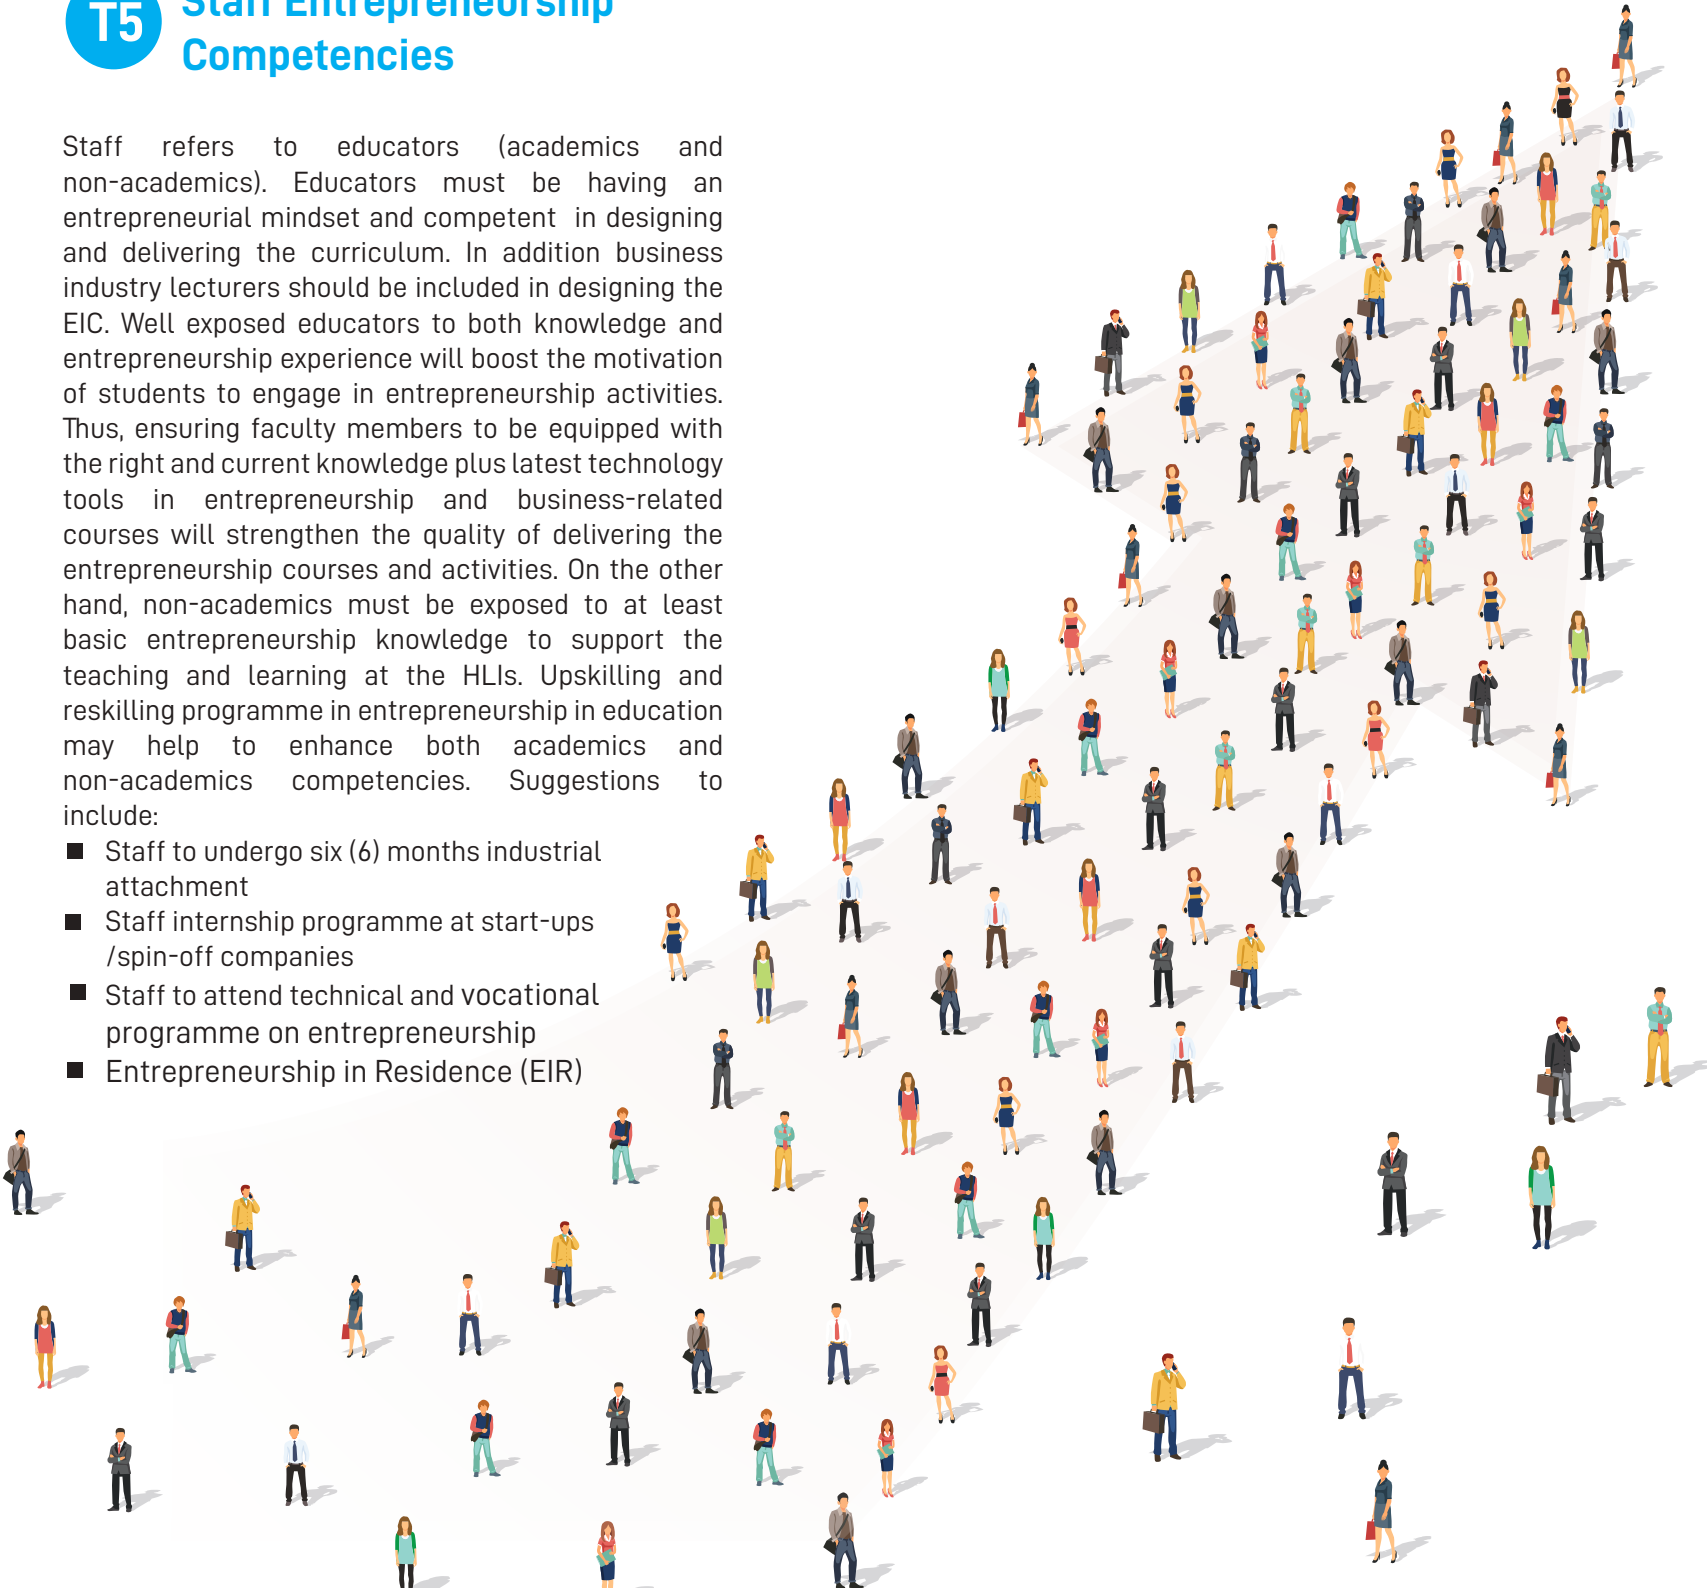 T5
Staff Entrepreneurship
Competencies
Staff refers to educators (academics and
non-academics). Educators must be having an
entrepreneurial mindset and competent in designing
and delivering the curriculum. In addition business
industry lecturers should be included in designing the
EIC. Well exposed educators to both knowledge and
entrepreneurship experience will boost the motivation
of students to engage in entrepreneurship activities.
Thus, ensuring faculty members to be equipped with
the right and current knowledge plus latest technology
tools in entrepreneurship and business-related
courses will strengthen the quality of delivering the
entrepreneurship courses and activities. On the other
hand, non-academics must be exposed to at least
basic entrepreneurship knowledge to support the
teaching and learning at the HLIs. Upskilling and
reskilling programme in entrepreneurship in education
may help to enhance both academics and
non-academics competencies. Suggestions to
include:
■ Staff to undergo six (6) months industrial
attachment
■ Staff internship programme at start-ups
/spin-off companies
■ Staff to attend technical and vocational
programme on entrepreneurship
■ Entrepreneurship in Residence (EIR)